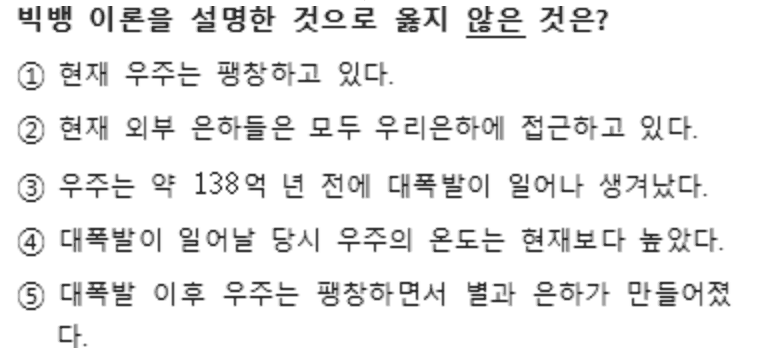 빅뱅 이론을 설명한 것으로 옳지 않은 것은?
① 현재 우주는 팽창하고 있다.
② 현재 외부 은하들은 모두 우리은하에 접근하고 있다.
③ 우주는 약 138억 년 전에 대폭발이 일어나 생겨났다.
④ 대폭발이 일어날 당시 우주의 온도는 현재보다 높았다.
⑤ 대폭발 이후 우주는 팽창하면서 별과 은하가 만들어졌
다.